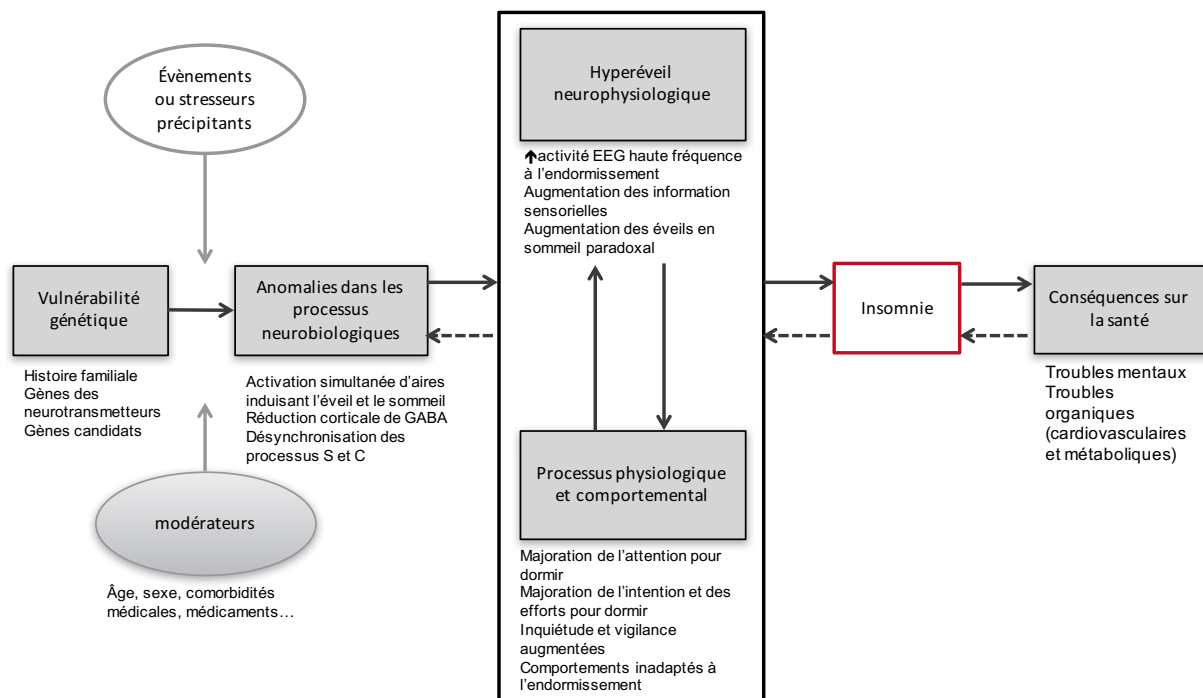 Évènements
ou stresseurs
précipitants
Vulnérabilité
génétique
Histoire familiale
Gènes des
neurotransmetteurs
Gènes candidats
modérateurs
Âge, sexe, comorbidités
médicales, médicaments…
Anomalies dans les
processus
neurobiologiques
Activation simultanée d’aires
induisant l’éveil et le sommeil
Réduction corticale de GABA
Désynchronisation des
processus S et C
Hyperéveil
neurophysiologique
↑activité EEG haute fréquence
à l’endormissement
Augmentation des information
sensorielles
Augmentation des éveils en
sommeil paradoxal
Processus physiologique
et comportemental
Majoration de l’attention pour
dormir
Majoration de l’intention et des
efforts pour dormir
Inquiétude et vigilance
augmentées
Comportements inadaptés à
l’endormissement
Insomnie
Conséquences sur
la santé
Troubles mentaux
Troubles
organiques
(cardiovasculaires
et métaboliques)